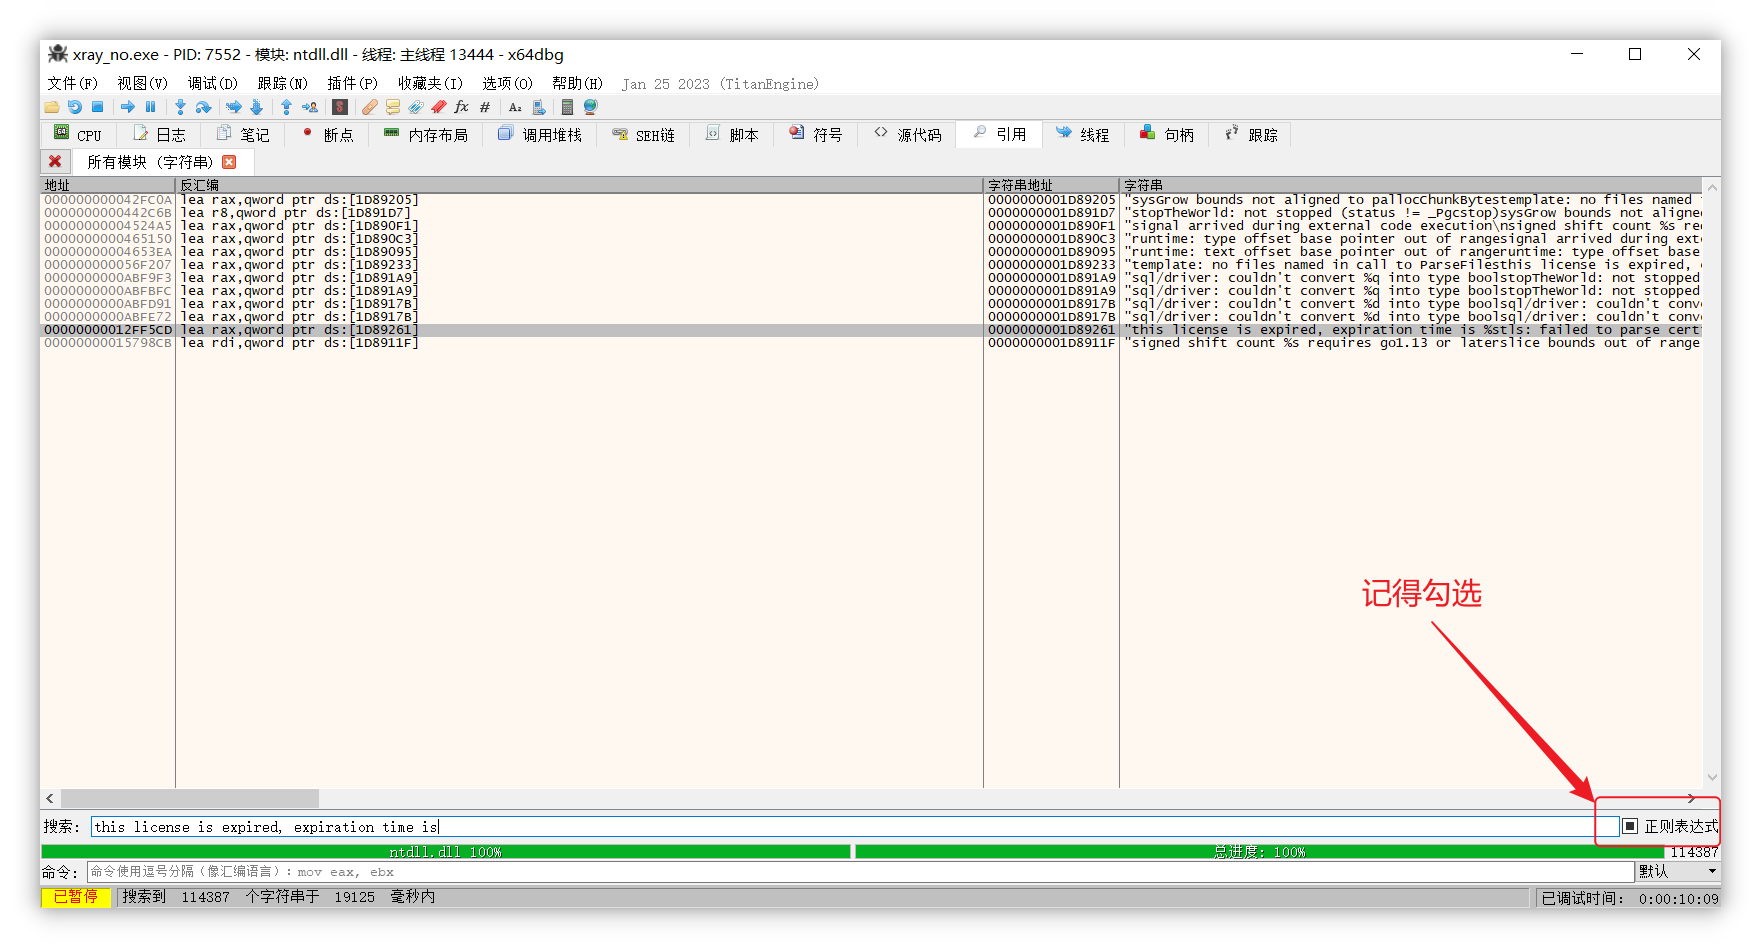 xray_no.exe - PID: 7552 - 模块: ntdll.dll - 线程: 主线程 13444 - x64dbg
文件(F) 视图(V) 调试(D) 跟踪(N) 插件(P) 收藏夹(I) 选项(O) 帮助(H) Jan 25 2023 (TitanEngine)
CPU 日志 笔记 断点 内存布局 调用堆栈 SEH链 脚本 符号 源代码 引用 线程 句柄 跟踪
所有模块 (字符串)
地址 反汇编 字符串地址 字符串
000000000042FC0A lea rax,qword ptr ds:[1D89205] 0000000001D89205 "sysGrow bounds not aligned to pallocChunkBytestemplate: no files named
0000000000442C6B lea r8,qword ptr ds:[1D891D7] 0000000001D891D7 "stopTheWorld: not stopped (status != _Pgcstop)sysGrow bounds not aligne
00000000004524A5 lea rax,qword ptr ds:[1D890F1] 0000000001D890F1 "signal arrived during external code execution\nsigned shift count %s re
0000000000465150 lea rax,qword ptr ds:[1D890C3] 0000000001D890C3 "runtime: type offset base pointer out of rangesignal arrived during ext
00000000004653EA lea rax,qword ptr ds:[1D89095] 0000000001D89095 "runtime: text offset base pointer out of rangeruntime: type offset base
000000000056F207 lea rax,qword ptr ds:[1D89233] 0000000001D89233 "template: no files named in call to ParseFilesthis license is expired,
0000000000ABF9F3 lea rax,qword ptr ds:[1D891A9] 0000000001D891A9 "sql/driver: couldn't convert %q into type boolstopTheWorld: not stopped
0000000000ABFBFC lea rax,qword ptr ds:[1D891A9] 0000000001D891A9 "sql/driver: couldn't convert %q into type boolstopTheWorld: not stopped
0000000000ABFD91 lea rax,qword ptr ds:[1D8917B] 0000000001D8917B "sql/driver: couldn't convert %d into type boolsql/driver: couldn't conv
0000000000ABFE72 lea rax,qword ptr ds:[1D8917B] 0000000001D8917B "sql/driver: couldn't convert %d into type boolsql/driver: couldn't conv
00000000012FF5CD lea rax,qword ptr ds:[1D89261] 0000000001D89261 "this license is expired, expiration time is %stls: failed to parse cert
00000000015798CB lea rdi,qword ptr ds:[1D8911F] 0000000001D8911F "signed shift count %s requires go1.13 or laterslice bounds out of range
记得勾选
搜索: this license is expired, expiration time is 正则表达式
ntdll.dll 100% 总进度: 100% 114387
命令: 命令使用逗号分隔（像汇编语言）: mov eax, ebx 默认
已暂停 搜索到 114387 个字符串于 19125 毫秒内 已调试时间: 0:00:10:09